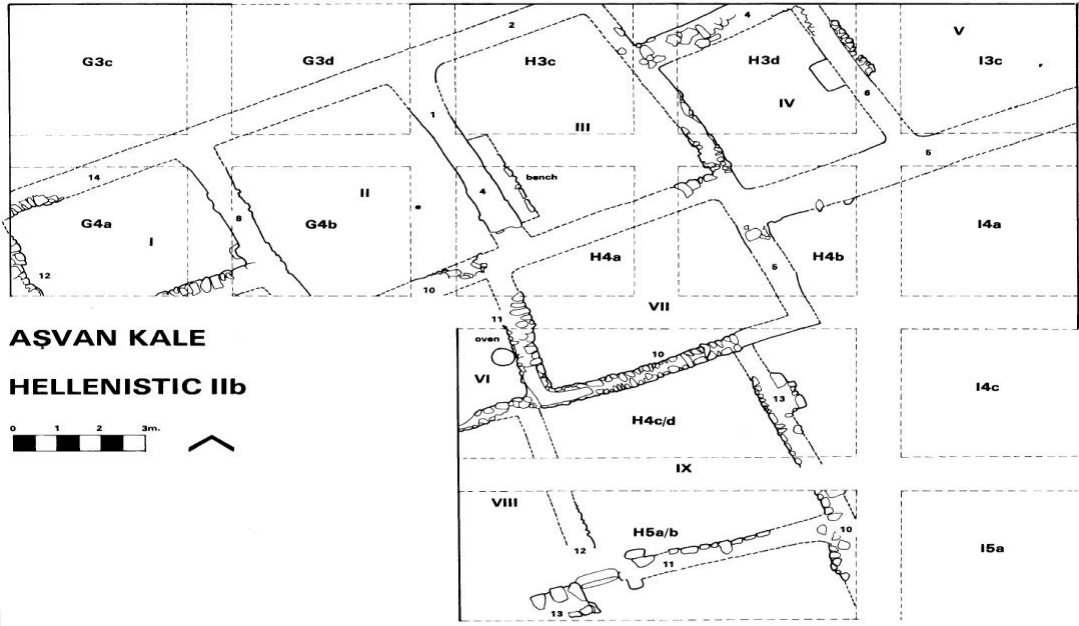 2
4
V
G3c
G3d
H3c
H3d
I3c
6
IV
1
III
5
14
bench
4
II
8
G4a
I
G4b
H4a
H4b
I4a
12
5
10
VII
11
AŞVAN KALE
oven
10
VI
HELLENISTIC IIb
I4c
13
0 1 2 3m.
H4c/d
IX
VIII
H5a/b
10
12
11
I5a
13